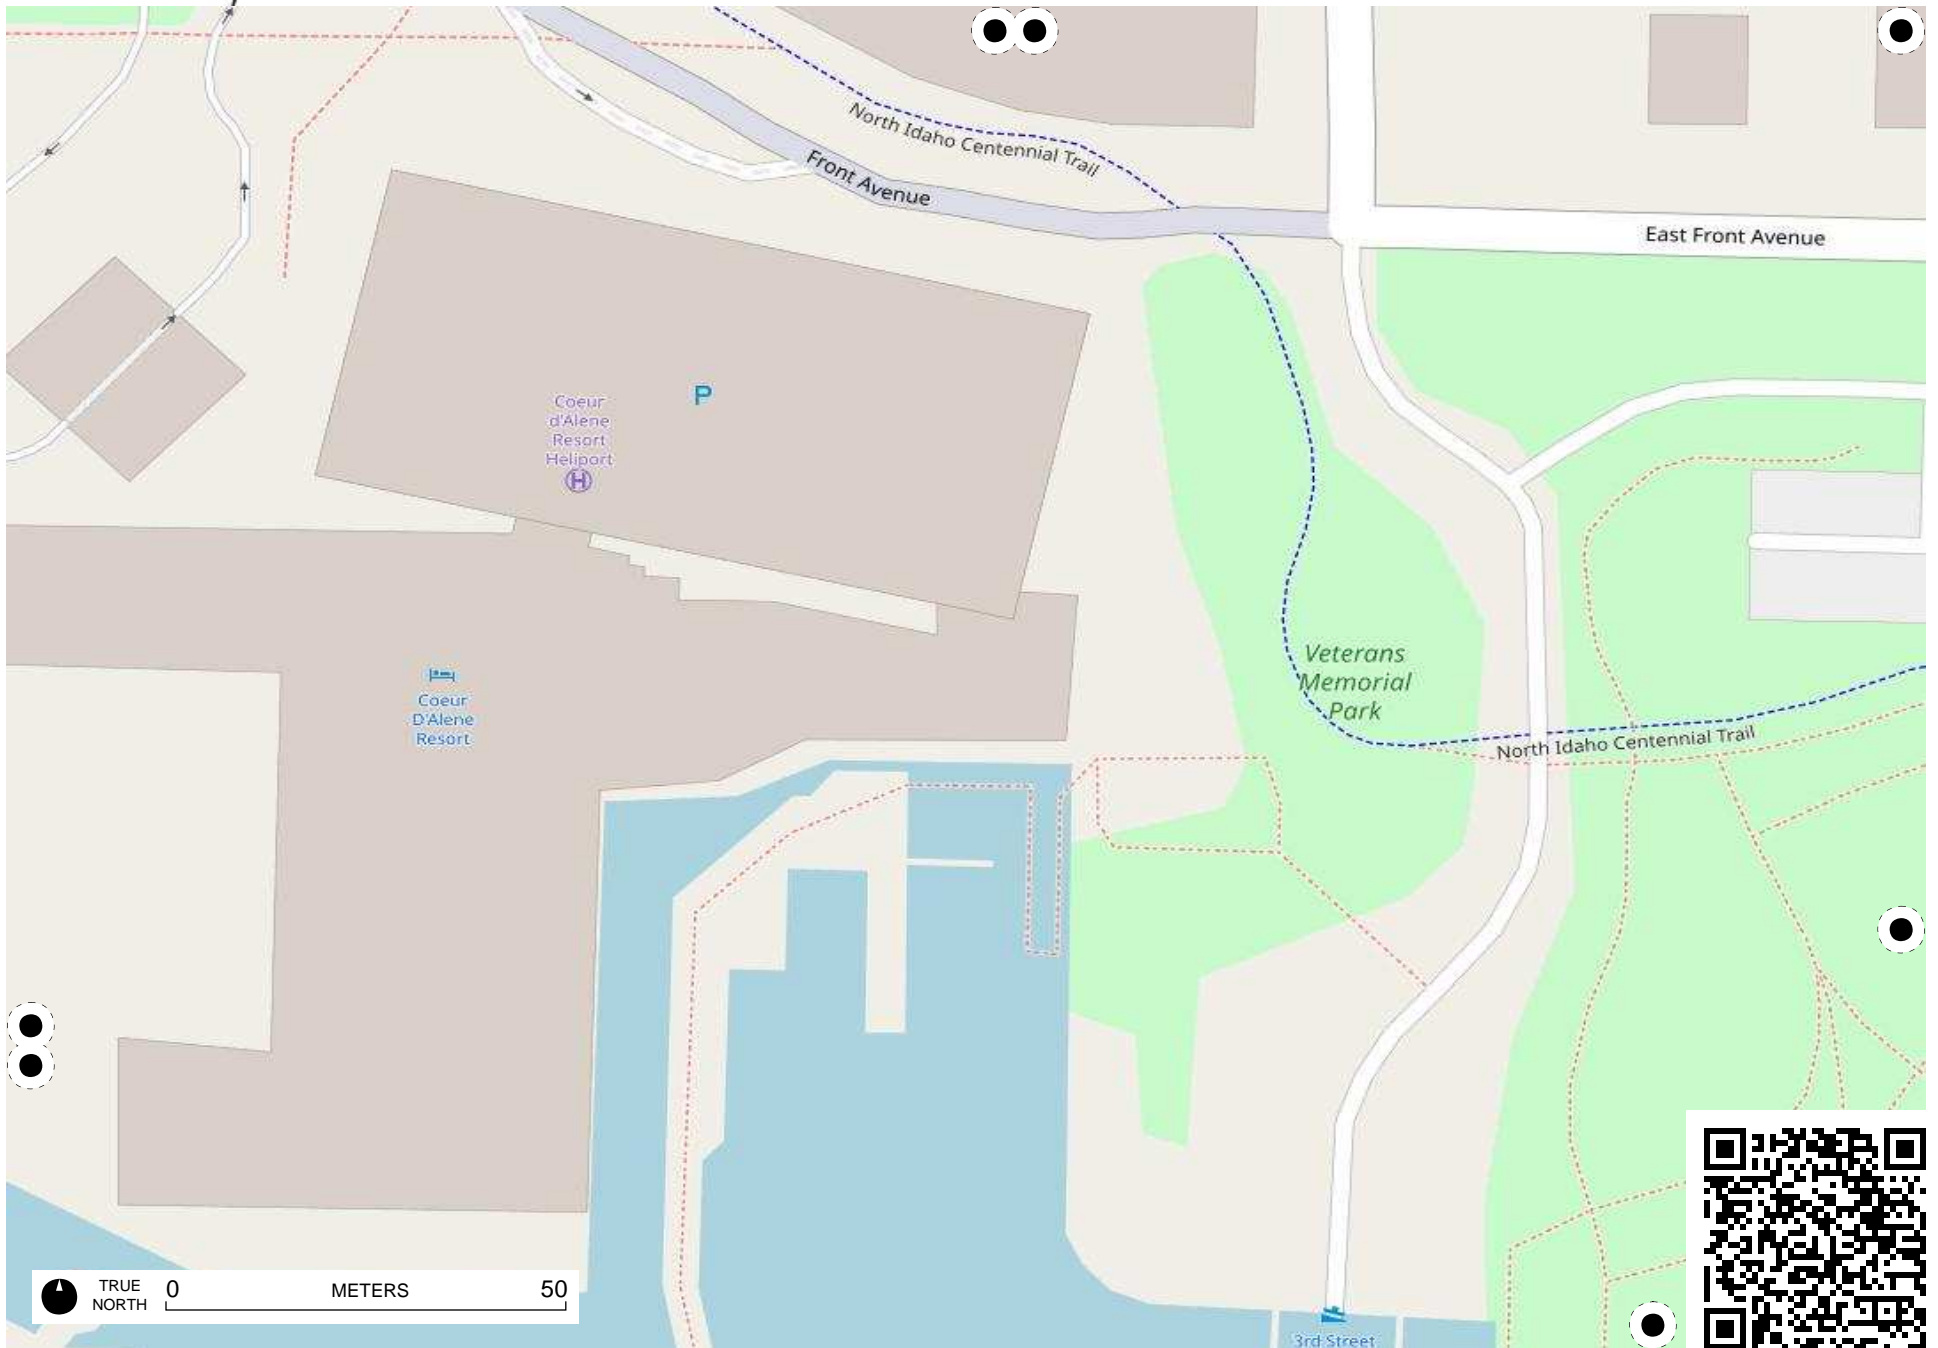 North Idaho Centennial Trail
Front Avenue
East Front Avenue
P
Coeur
d'Alene
Resort
Heliport
H
Veterans
Memorial
Park
Coeur
D'Alene
Resort
North Idaho Centennial Trail
TRUE
NORTH
0 METERS 50
3rd Street